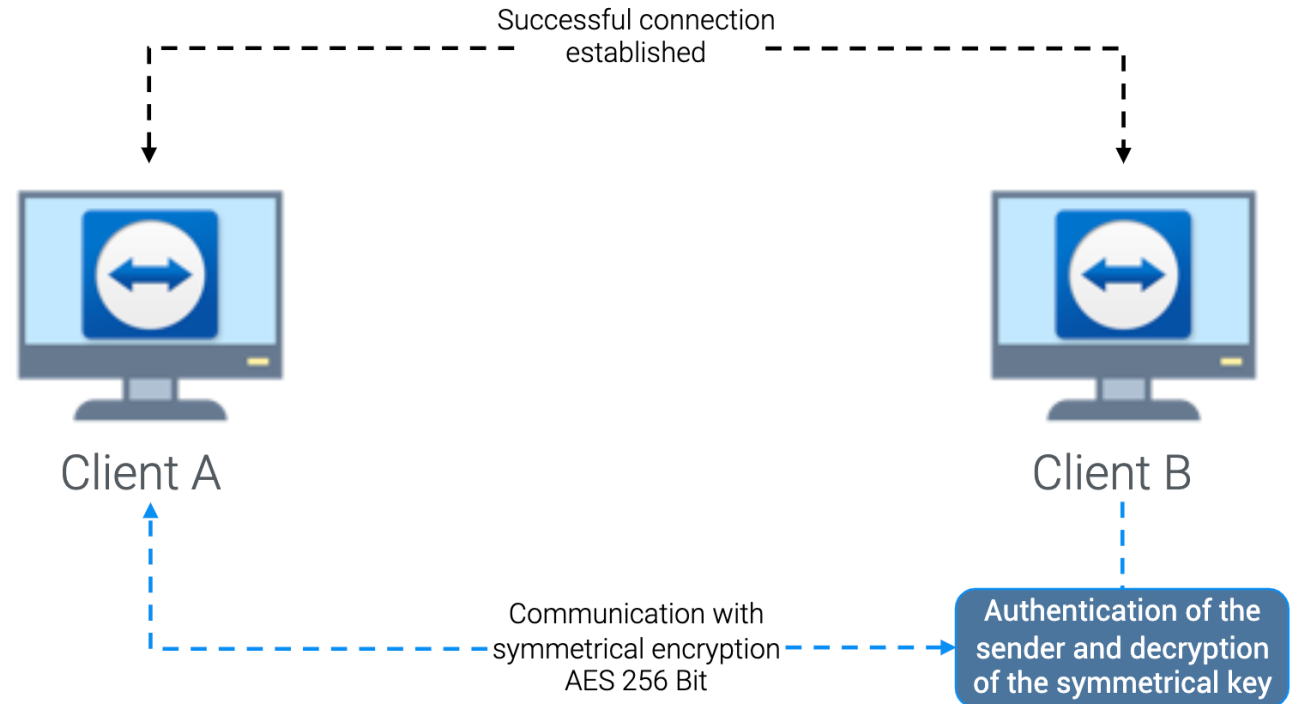 Successful connection
established
Client A
Client B
Communication with
symmetrical encryption
AES 256 Bit
Authentication of the
sender and decryption
of the symmetrical key